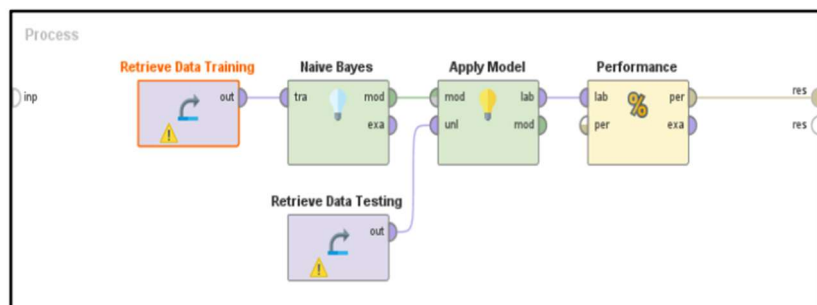 Process
Retrieve Data Training
Naive Bayes
Apply Model
Performance
inp
out
tra
mod
exa
mod
unl
lab
mod
lab
per
%
per
exa
res
res
Retrieve Data Testing
out